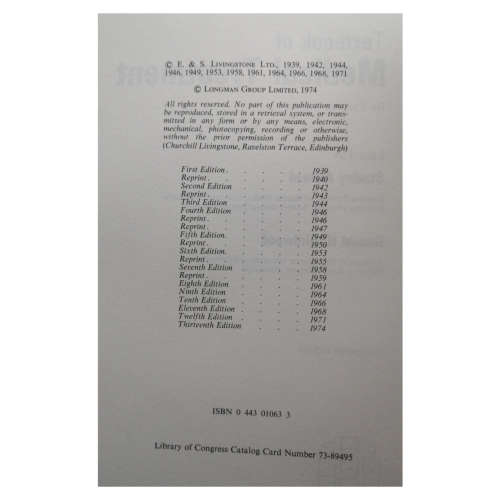 © E. & S. LIVINGSTONE LTD., 1939, 1942, 1944,
1946, 1949, 1953, 1958, 1961, 1964, 1966, 1968, 1971
© LONGMAN GROUP LIMITED, 1974
All rights reserved. No part of this publication may
be reproduced, stored in a retrieval system, or trans-
mitted in any form or by any means, electronic,
mechanical, photocopying, recording or otherwise,
without the prior permission of the publishers
(Churchill Livingstone, Ravelston Terrace, Edinburgh)
First Edition . . . . . 1939
Reprint . . . . . 1940
Second Edition . . . . 1942
Reprint . . . . . 1943
Third Edition . . . . 1944
Fourth Edition . . . . 1946
Reprint . . . . . 1946
Reprint . . . . . 1947
Fifth Edition . . . . . 1949
Reprint . . . . . 1950
Sixth Edition . . . . . 1953
Reprint . . . . . 1955
Seventh Edition . . . . 1958
Reprint . . . . . 1959
Eighth Edition . . . . 1961
Ninth Edition . . . . 1964
Tenth Edition . . . . 1966
Eleventh Edition . . . . 1968
Twelfth Edition . . . . 1971
Thirteenth Edition . . . . 1974
ISBN 0 443 01063 3
Library of Congress Catalog Card Number 73-89495